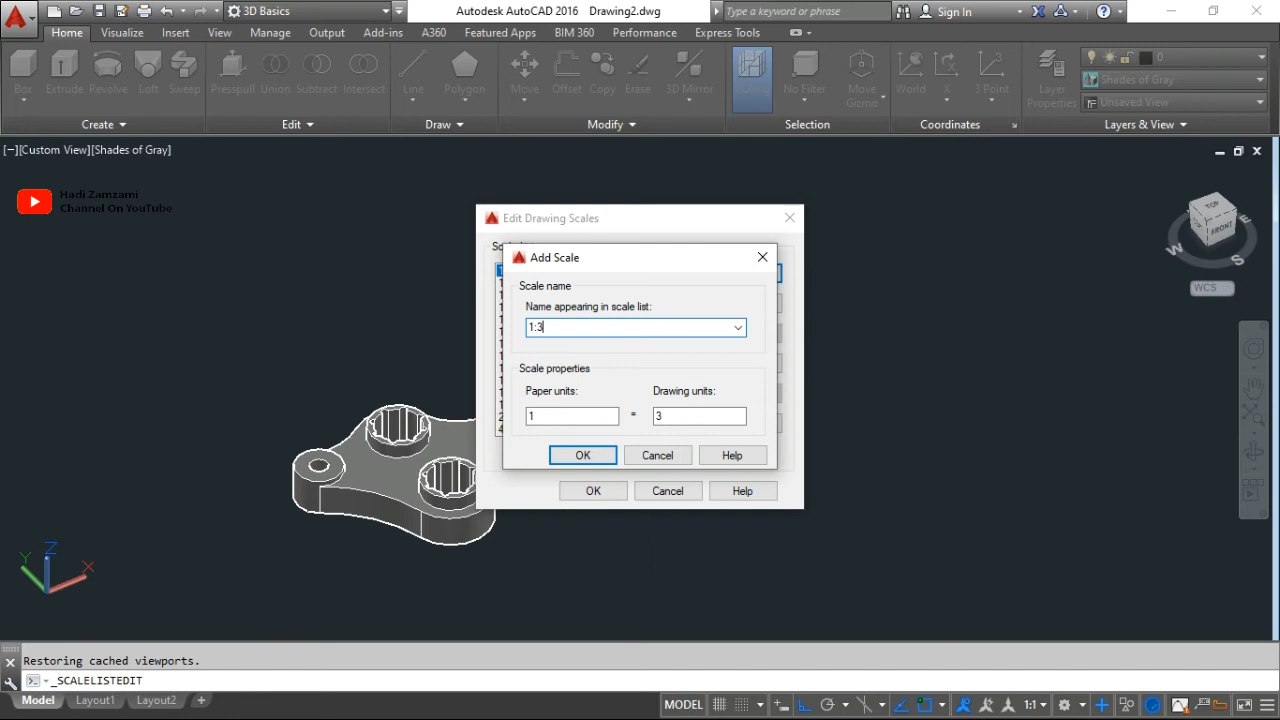 Autodesk AutoCAD 2016 Drawing2.dwg
3D Basics
Type a keyword or phrase
Sign In
Home Visualize Insert View Manage Output Add-ins A360 Featured Apps BIM 360 Performance Express Tools
Box Extrude Revolve Loft Sweep Presspull Union Subtract Intersect Line Polygon Move Offset Copy Erase 3D Mirror No Filter Move Gizmo World X 3 Point Layer Properties
0
Shades of Gray
Unsaved View
Create Edit Draw Modify Selection Coordinates Layers & View
[−][Custom View][Shades of Gray]
Hadi Zamzami
Channel On YouTube
TOP
FRONT
W
S
E
WCS
Edit Drawing Scales
Add Scale
Scale name
Name appearing in scale list:
1:3
Scale properties
Paper units: Drawing units:
1 = 3
OK Cancel Help
OK Cancel Help
Z
Y
X
Restoring cached viewports.
_SCALELISTEDIT
Model Layout1 Layout2 +
MODEL
1:1